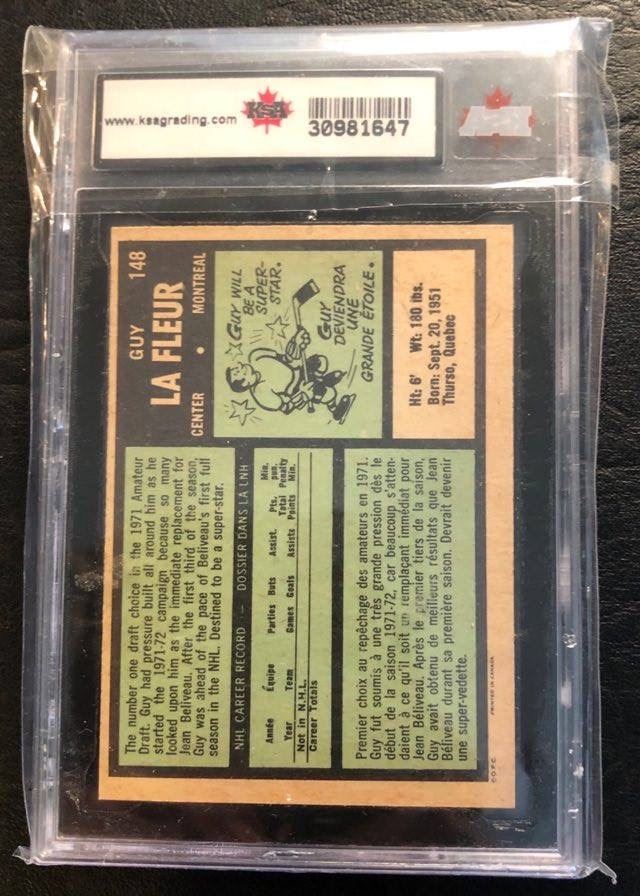 www.ksagrading.com
KSA
30981647
GUY
148
LA FLEUR
CENTER • MONTREAL
GUY WILL
BE A
SUPER-
STAR.
GUY
DEVIENDRA
UNE
GRANDE ÉTOILE.
Ht: 6' Wt: 180 lbs.
Born: Sept. 20, 1951
Thurso, Quebec
The number one draft choice in the 1971 Amateur
Draft. Guy had pressure built all around him as he
started the 1971-72 campaign because so many
looked upon him as the immediate replacement for
Jean Beliveau. After the first third of the season,
Guy was ahead of the pace of Beliveau's first full
season in the NHL. Destined to be a super-star.
NHL CAREER RECORD — DOSSIER DANS LA LNH
Année Equipe Parties Buts Assist. Pts. Min. pun.
Year Team Games Goals Assists Total Points Penalty Min.
Not in N.H.L.
Career Totals
Premier choix au repêchage des amateurs en 1971.
Guy fut soumis à une très grande pression dès le
début de la saison 1971-72, car beaucoup s'atten-
daient à ce qu'il soit un remplaçant immédiat pour
Jean Béliveau. Après le premier tiers de la saison,
Guy avait obtenu de meilleurs résultats que Jean
Béliveau durant sa première saison. Devrait devenir
une super-vedette.
©O.P.C. PRINTED IN CANADA